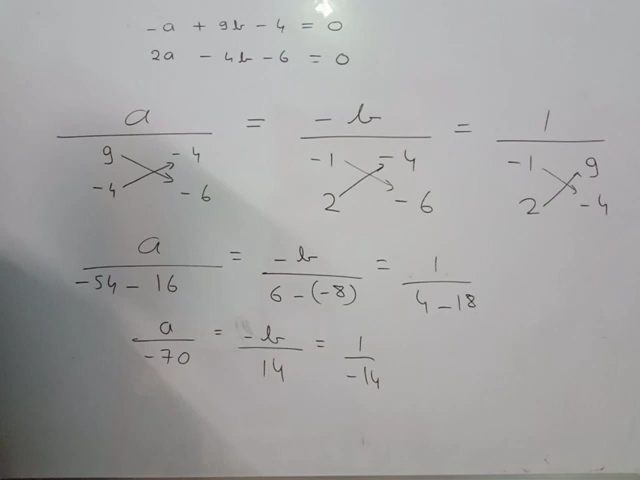 -a + 9b - 4 = 0
2a - 4b - 6 = 0
a = -b = 1
9 -4 -1 -4 -1 9
-4 -6 2 -6 2 -4
a = -b = 1
-54 - 16 6 - (-8) 4 - 18
a = -b = 1
-70 14 -14